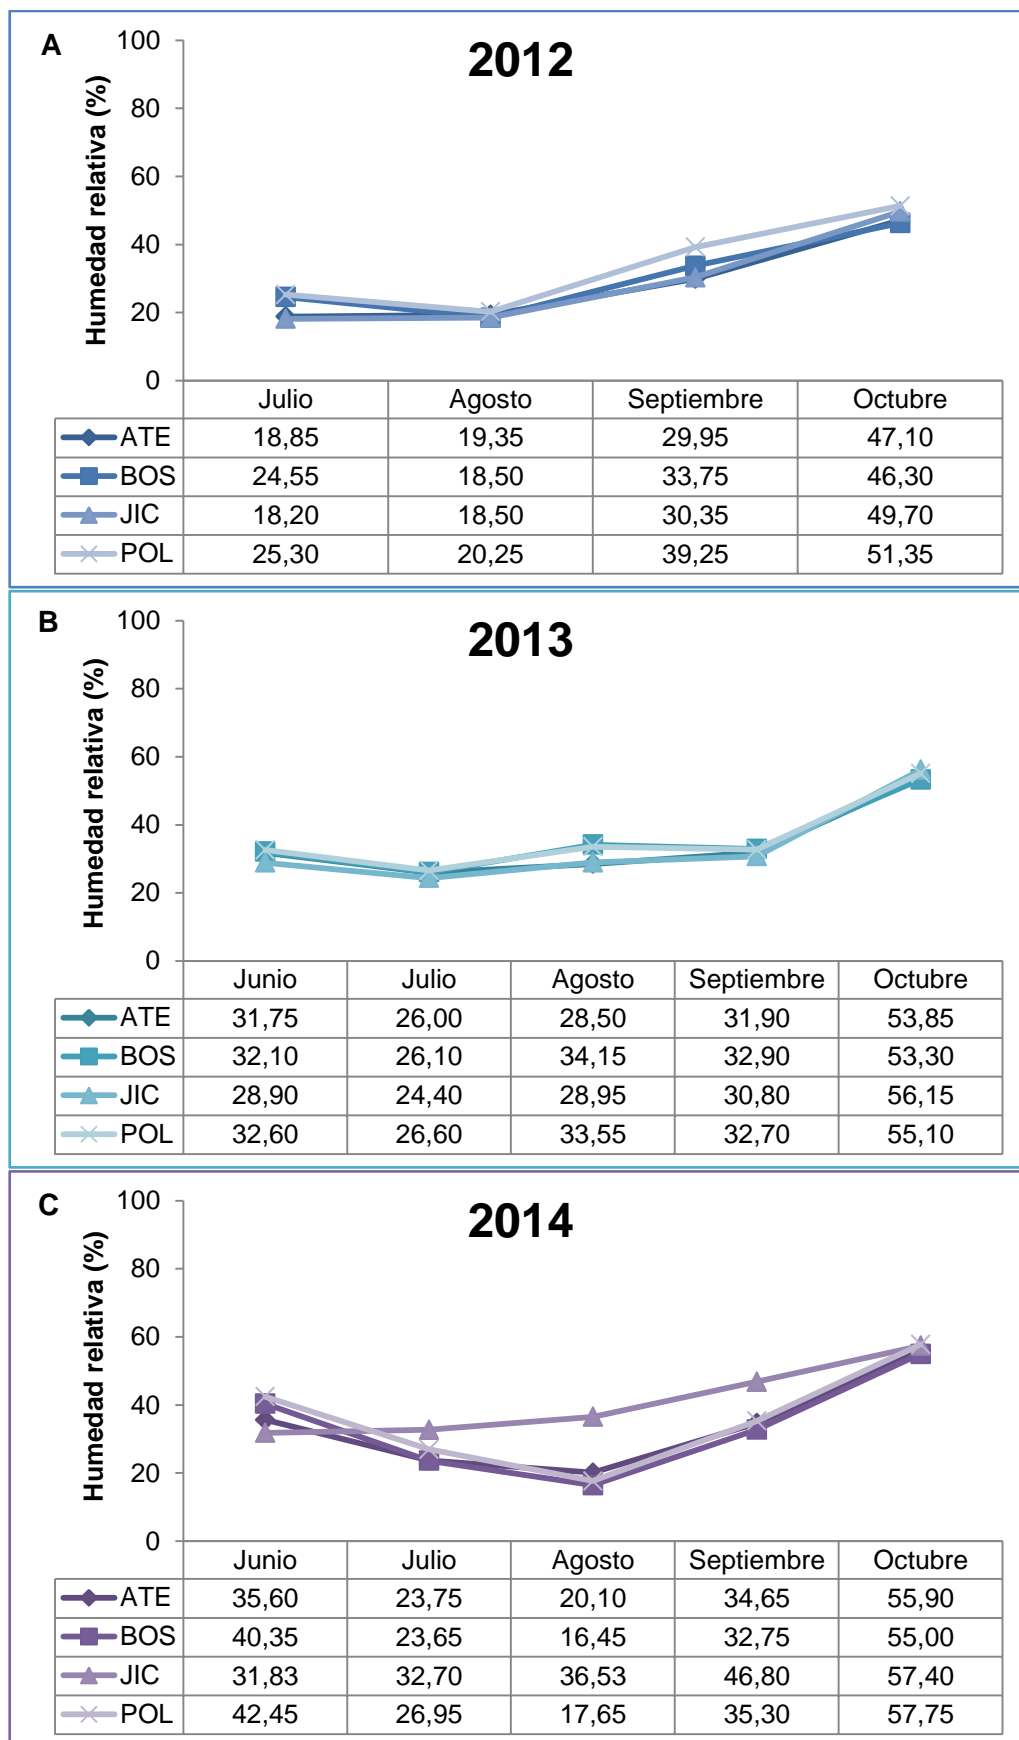 A
2012
Humedad relativa (%)
100
80
60
40
20
0
Julio Agosto Septiembre Octubre
ATE 18,85 19,35 29,95 47,10
BOS 24,55 18,50 33,75 46,30
JIC 18,20 18,50 30,35 49,70
POL 25,30 20,25 39,25 51,35
B
2013
Humedad relativa (%)
100
80
60
40
20
0
Junio Julio Agosto Septiembre Octubre
ATE 31,75 26,00 28,50 31,90 53,85
BOS 32,10 26,10 34,15 32,90 53,30
JIC 28,90 24,40 28,95 30,80 56,15
POL 32,60 26,60 33,55 32,70 55,10
C
2014
Humedad relativa (%)
100
80
60
40
20
0
Junio Julio Agosto Septiembre Octubre
ATE 35,60 23,75 20,10 34,65 55,90
BOS 40,35 23,65 16,45 32,75 55,00
JIC 31,83 32,70 36,53 46,80 57,40
POL 42,45 26,95 17,65 35,30 57,75